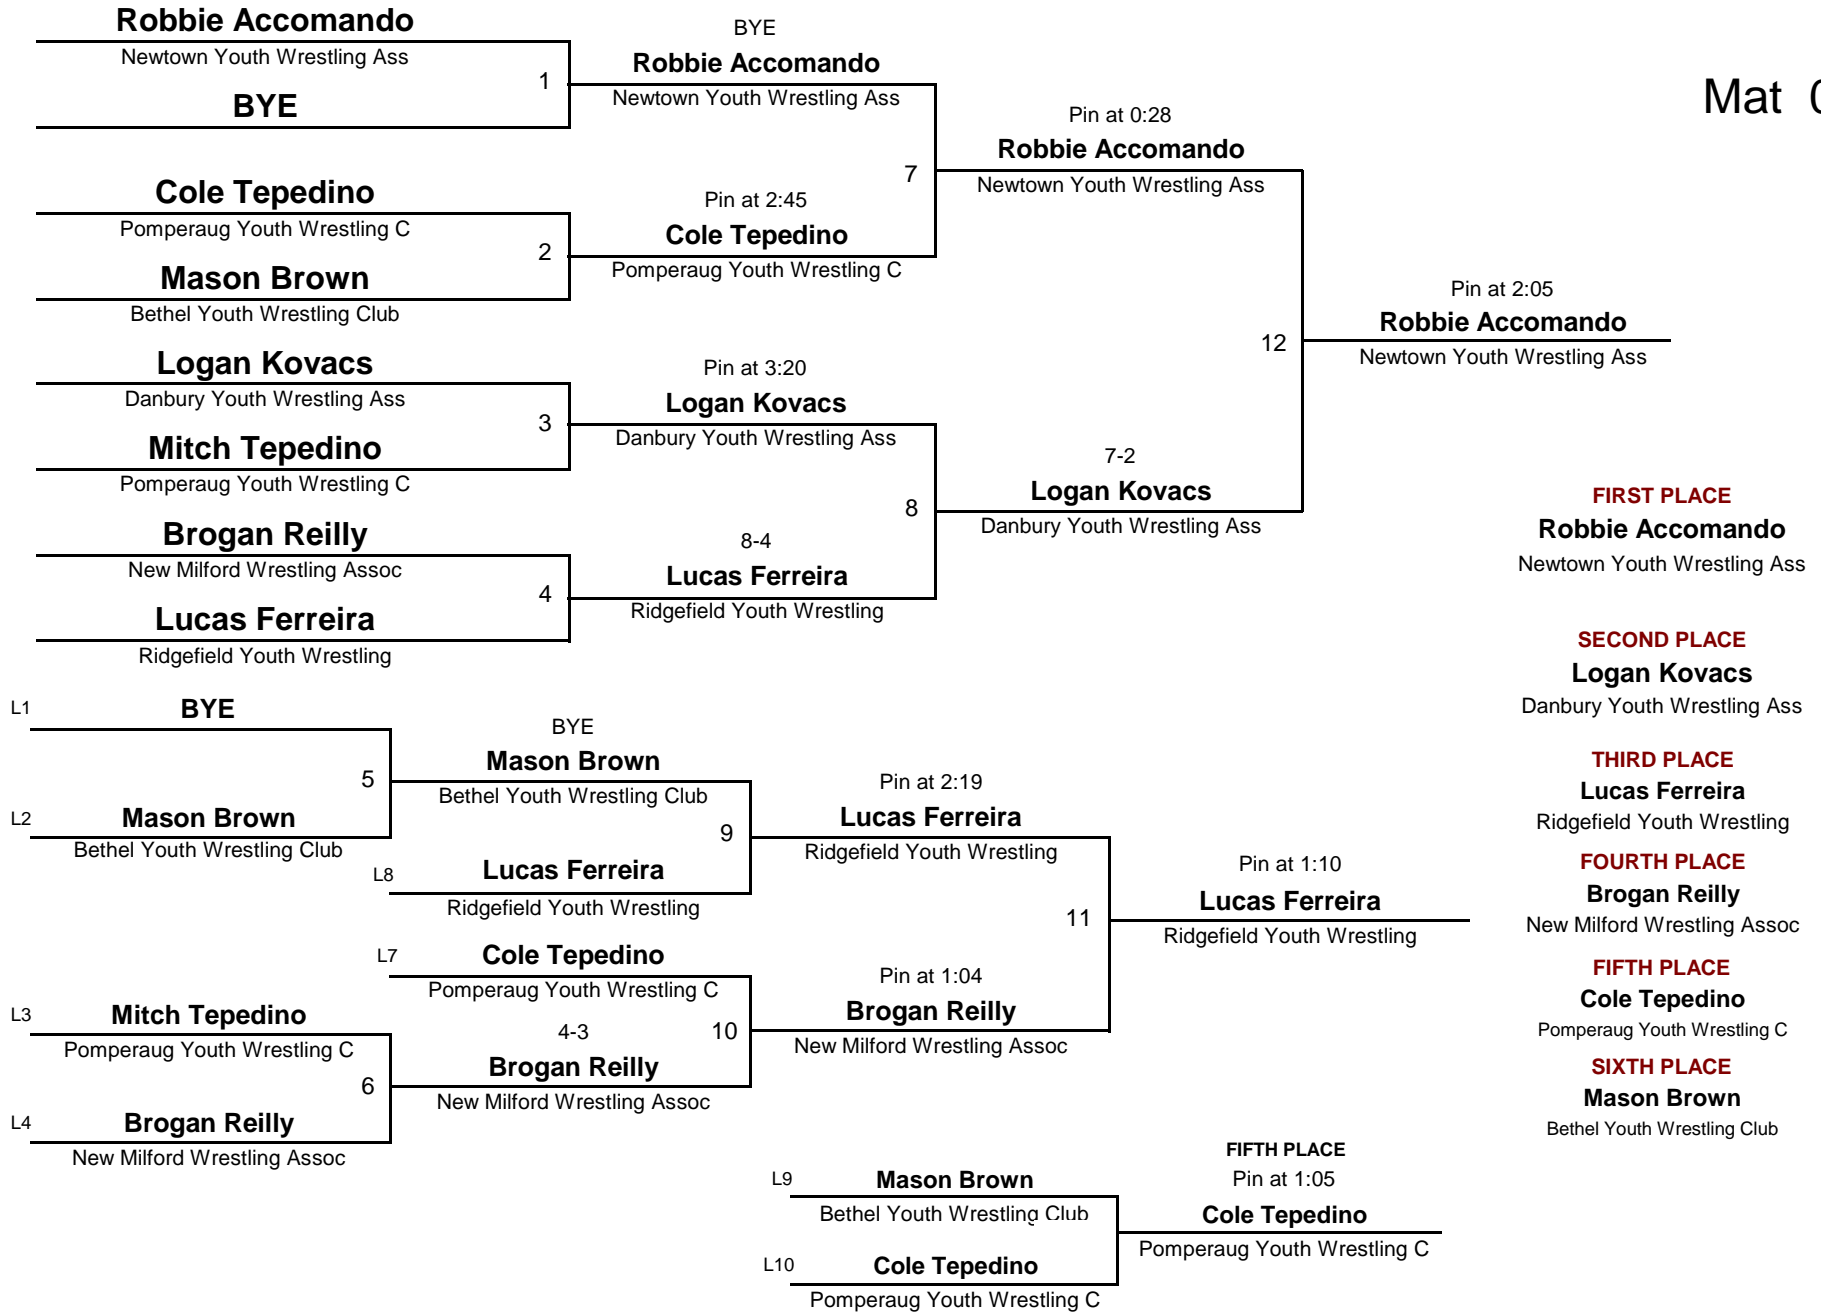 Robbie Accomando
Newtown Youth Wrestling Ass
1
BYE
Cole Tepedino
Pomperaug Youth Wrestling C
2
Mason Brown
Bethel Youth Wrestling Club
Logan Kovacs
Danbury Youth Wrestling Ass
3
Mitch Tepedino
Pomperaug Youth Wrestling C
Brogan Reilly
New Milford Wrestling Assoc
4
Lucas Ferreira
Ridgefield Youth Wrestling
BYE
Robbie Accomando
Newtown Youth Wrestling Ass
7
Pin at 2:45
Cole Tepedino
Pomperaug Youth Wrestling C
Pin at 3:20
Logan Kovacs
Danbury Youth Wrestling Ass
8
8-4
Lucas Ferreira
Ridgefield Youth Wrestling
Pin at 0:28
Robbie Accomando
Newtown Youth Wrestling Ass
12
7-2
Logan Kovacs
Danbury Youth Wrestling Ass
Pin at 2:05
Robbie Accomando
Newtown Youth Wrestling Ass
Mat 0
L1 BYE
5
L2 Mason Brown
Bethel Youth Wrestling Club
L3 Mitch Tepedino
Pomperaug Youth Wrestling C
6
L4 Brogan Reilly
New Milford Wrestling Assoc
BYE
Mason Brown
Bethel Youth Wrestling Club
9
L8 Lucas Ferreira
Ridgefield Youth Wrestling
L7 Cole Tepedino
Pomperaug Youth Wrestling C
4-3
10
Brogan Reilly
New Milford Wrestling Assoc
Pin at 2:19
Lucas Ferreira
Ridgefield Youth Wrestling
11
Pin at 1:04
Brogan Reilly
New Milford Wrestling Assoc
Pin at 1:10
Lucas Ferreira
Ridgefield Youth Wrestling
L9 Mason Brown
Bethel Youth Wrestling Club
L10 Cole Tepedino
Pomperaug Youth Wrestling C
FIFTH PLACE
Pin at 1:05
Cole Tepedino
Pomperaug Youth Wrestling C
FIRST PLACE
Robbie Accomando
Newtown Youth Wrestling Ass
SECOND PLACE
Logan Kovacs
Danbury Youth Wrestling Ass
THIRD PLACE
Lucas Ferreira
Ridgefield Youth Wrestling
FOURTH PLACE
Brogan Reilly
New Milford Wrestling Assoc
FIFTH PLACE
Cole Tepedino
Pomperaug Youth Wrestling C
SIXTH PLACE
Mason Brown
Bethel Youth Wrestling Club